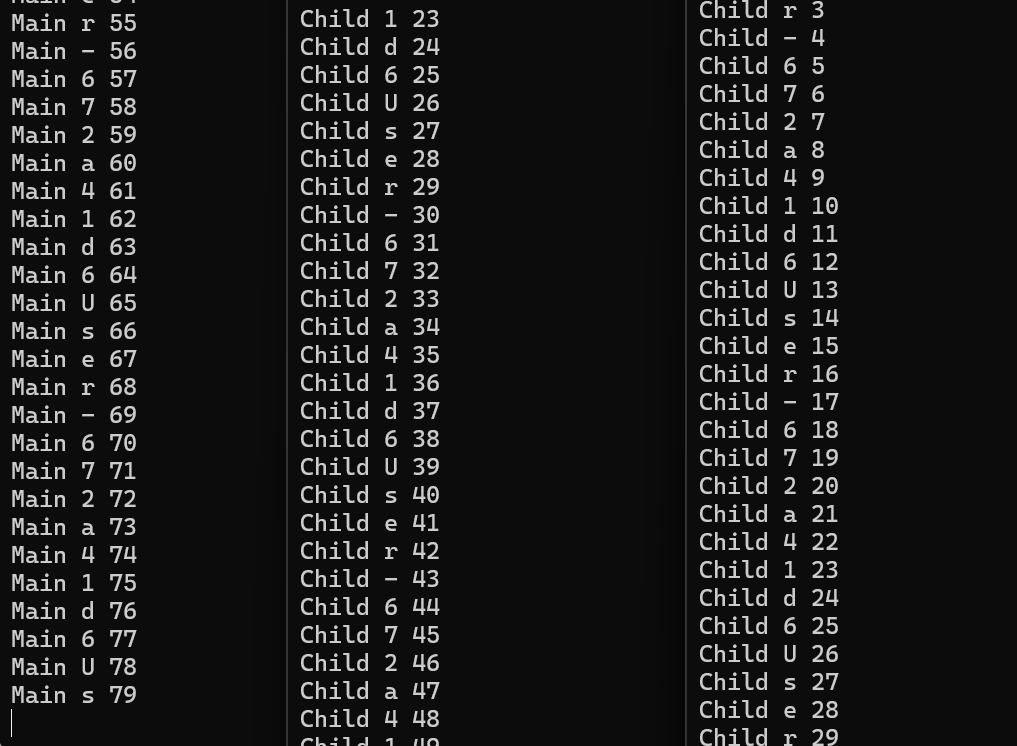 Main r 55
Main - 56
Main 6 57
Main 7 58
Main 2 59
Main a 60
Main 4 61
Main 1 62
Main d 63
Main 6 64
Main U 65
Main s 66
Main e 67
Main r 68
Main - 69
Main 6 70
Main 7 71
Main 2 72
Main a 73
Main 4 74
Main 1 75
Main d 76
Main 6 77
Main U 78
Main s 79
Child 1 23
Child d 24
Child 6 25
Child U 26
Child s 27
Child e 28
Child r 29
Child - 30
Child 6 31
Child 7 32
Child 2 33
Child a 34
Child 4 35
Child 1 36
Child d 37
Child 6 38
Child U 39
Child s 40
Child e 41
Child r 42
Child - 43
Child 6 44
Child 7 45
Child 2 46
Child a 47
Child 4 48
Child 1 49
Child r 3
Child - 4
Child 6 5
Child 7 6
Child 2 7
Child a 8
Child 4 9
Child 1 10
Child d 11
Child 6 12
Child U 13
Child s 14
Child e 15
Child r 16
Child - 17
Child 6 18
Child 7 19
Child 2 20
Child a 21
Child 4 22
Child 1 23
Child d 24
Child 6 25
Child U 26
Child s 27
Child e 28
Child r 29